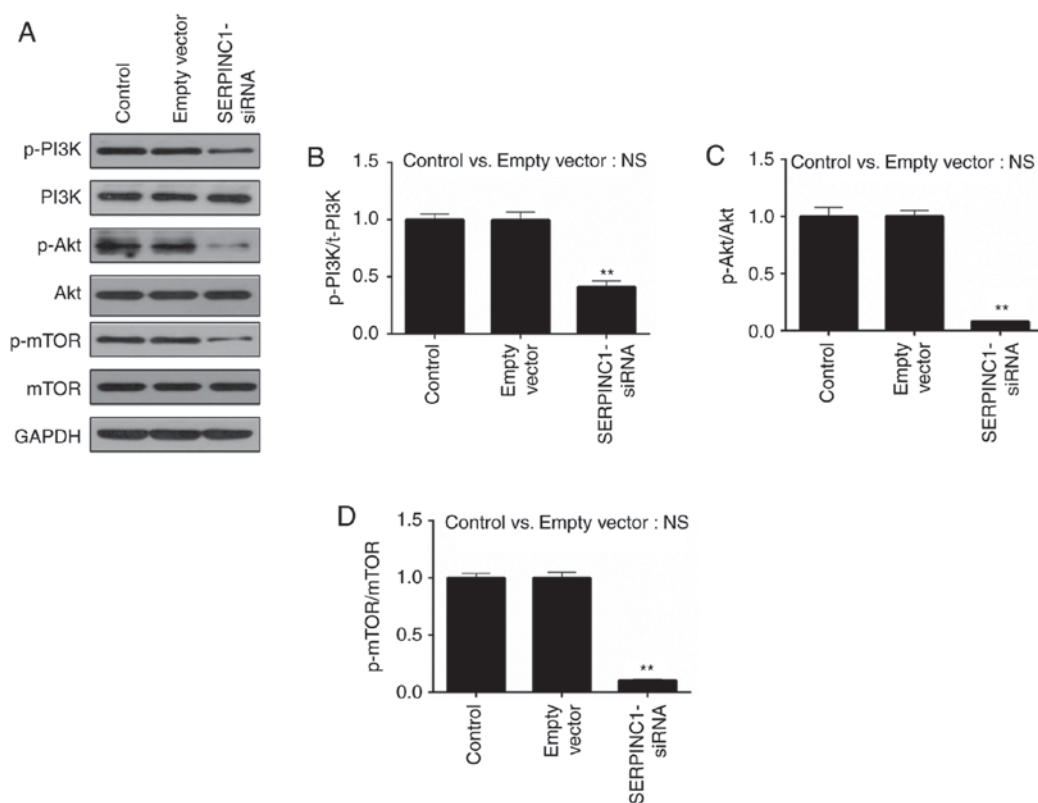 A
Control
Empty vector
SERPINC1-
siRNA
p-PI3K
PI3K
p-Akt
Akt
p-mTOR
mTOR
GAPDH
B
Control vs. Empty vector : NS
p-PI3K/t-PI3K
1.5
1.0
0.5
0.0
**
Control
Empty
vector
SERPINC1-
siRNA
C
Control vs. Empty vector : NS
p-Akt/Akt
1.5
1.0
0.5
0.0
**
Control
Empty
vector
SERPINC1-
siRNA
D
Control vs. Empty vector : NS
p-mTOR/mTOR
1.5
1.0
0.5
0.0
**
Control
Empty
vector
SERPINC1-
siRNA